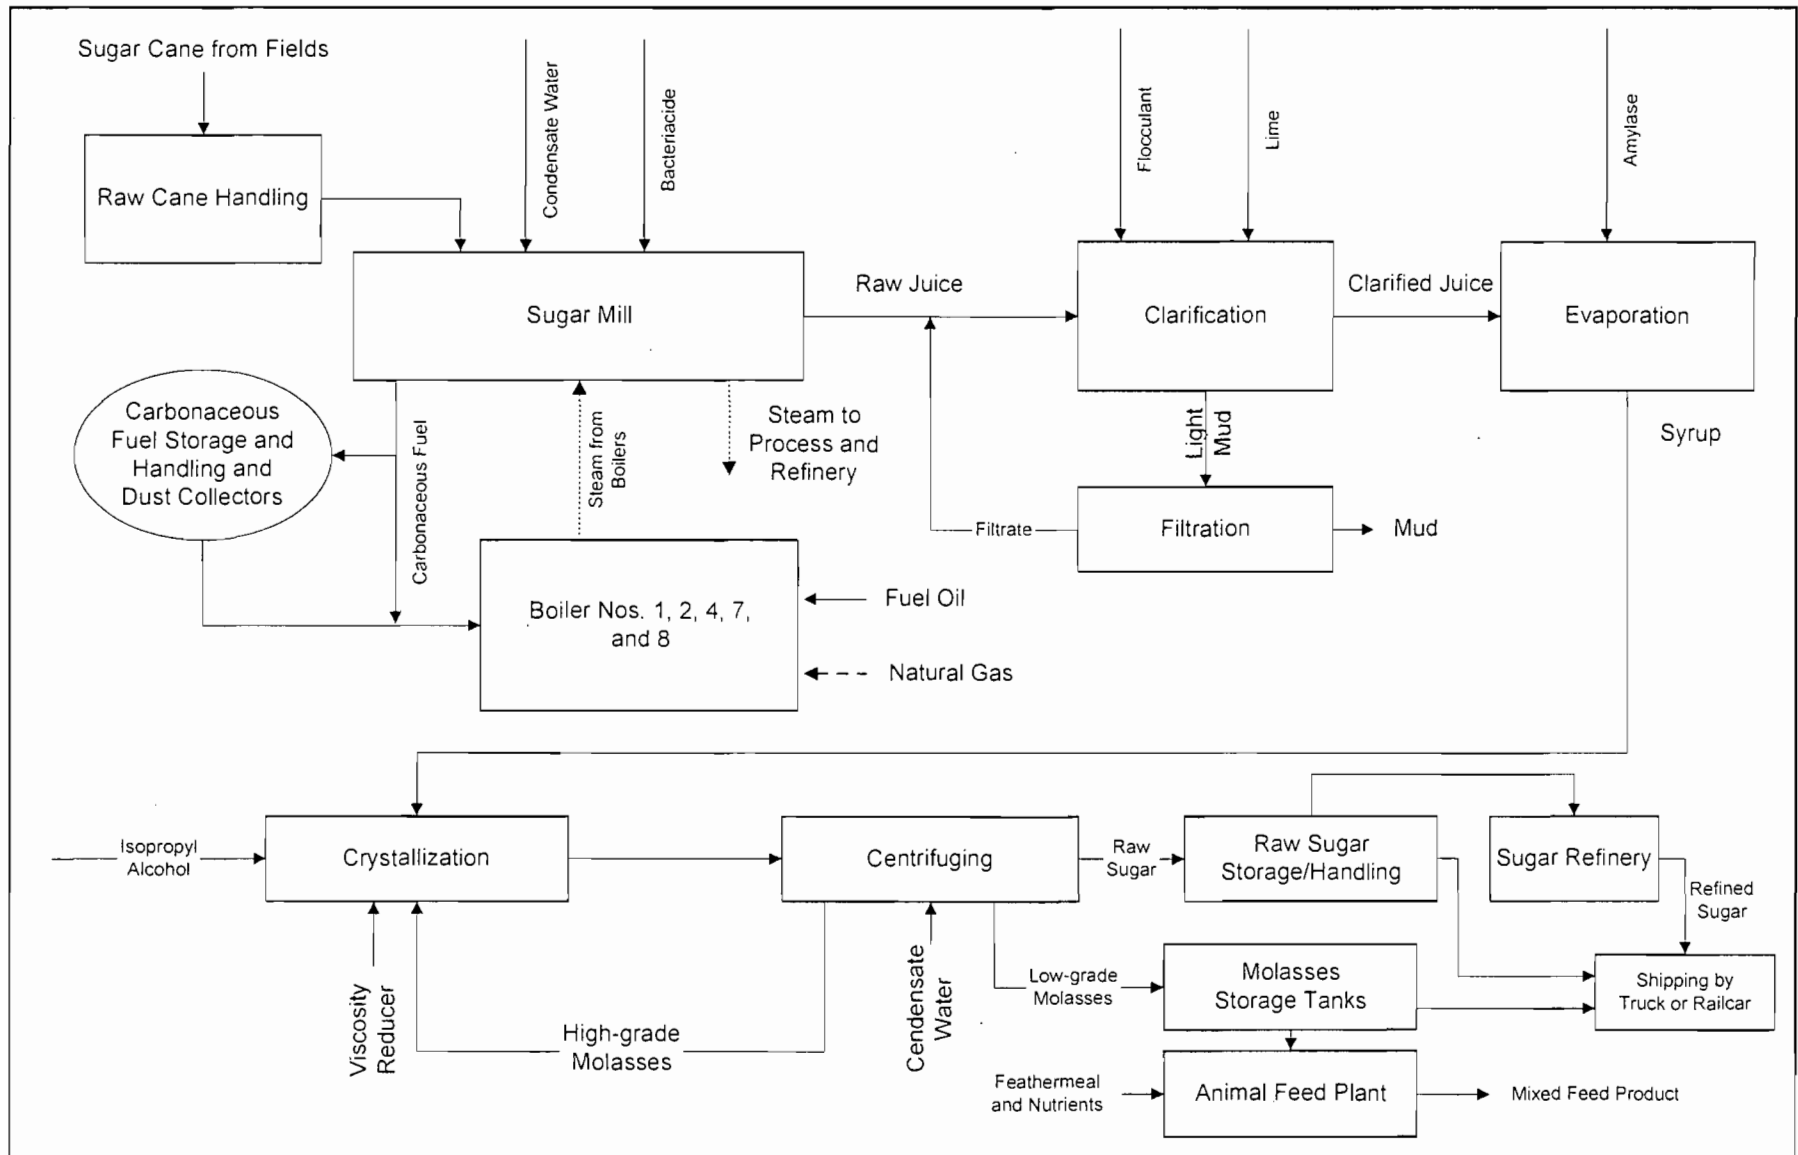 Sugar Cane from Fields
Raw Cane Handling
Condensate Water
Bacteriacide
Flocculant
Lime
Amylase
Sugar Mill
Raw Juice
Clarification
Clarified Juice
Evaporation
Carbonaceous
Fuel Storage and
Handling and
Dust Collectors
Carbonaceous Fuel
Steam from
Boilers
Steam to
Process and
Refinery
Light
Mud
Syrup
Filtrate
Filtration
Mud
Boiler Nos. 1, 2, 4, 7,
and 8
Fuel Oil
Natural Gas
Isopropyl
Alcohol
Crystallization
Centrifuging
Raw
Sugar
Raw Sugar
Storage/Handling
Sugar Refinery
Refined
Sugar
Viscosity
Reducer
High-grade
Molasses
Cendensate
Water
Low-grade
Molasses
Molasses
Storage Tanks
Shipping by
Truck or Railcar
Feathermeal
and Nutrients
Animal Feed Plant
Mixed Feed Product